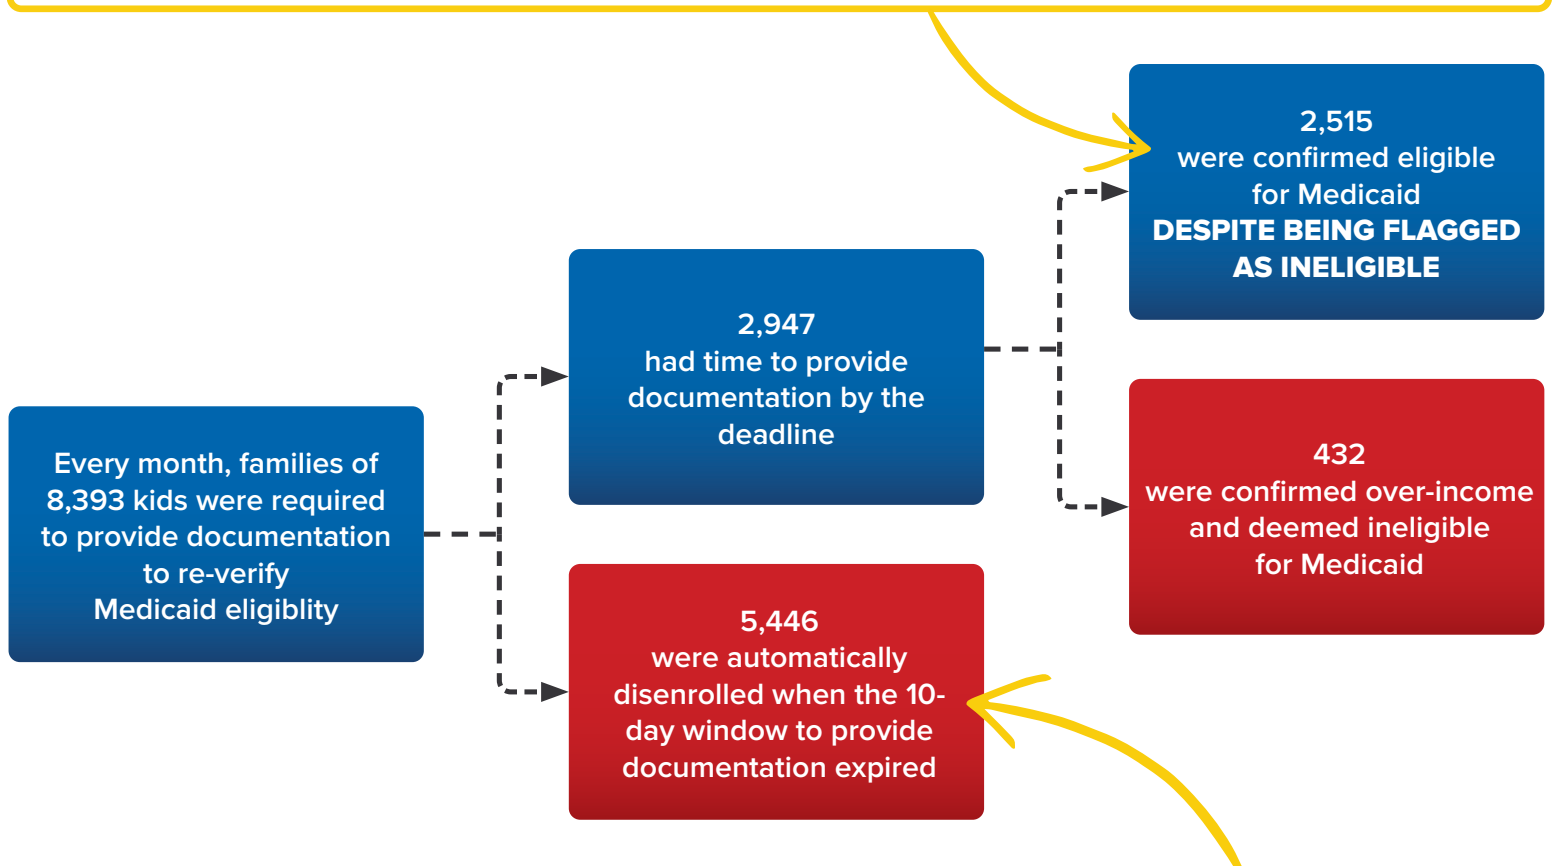 Every month, families of
8,393 kids were required
to provide documentation
to re-verify
Medicaid eligiblity
2,947
had time to provide
documentation by the
deadline
5,446
were automatically
disenrolled when the 10-
day window to provide
documentation expired
2,515
were confirmed eligible
for Medicaid
DESPITE BEING FLAGGED
AS INELIGIBLE
432
were confirmed over-income
and deemed ineligible
for Medicaid